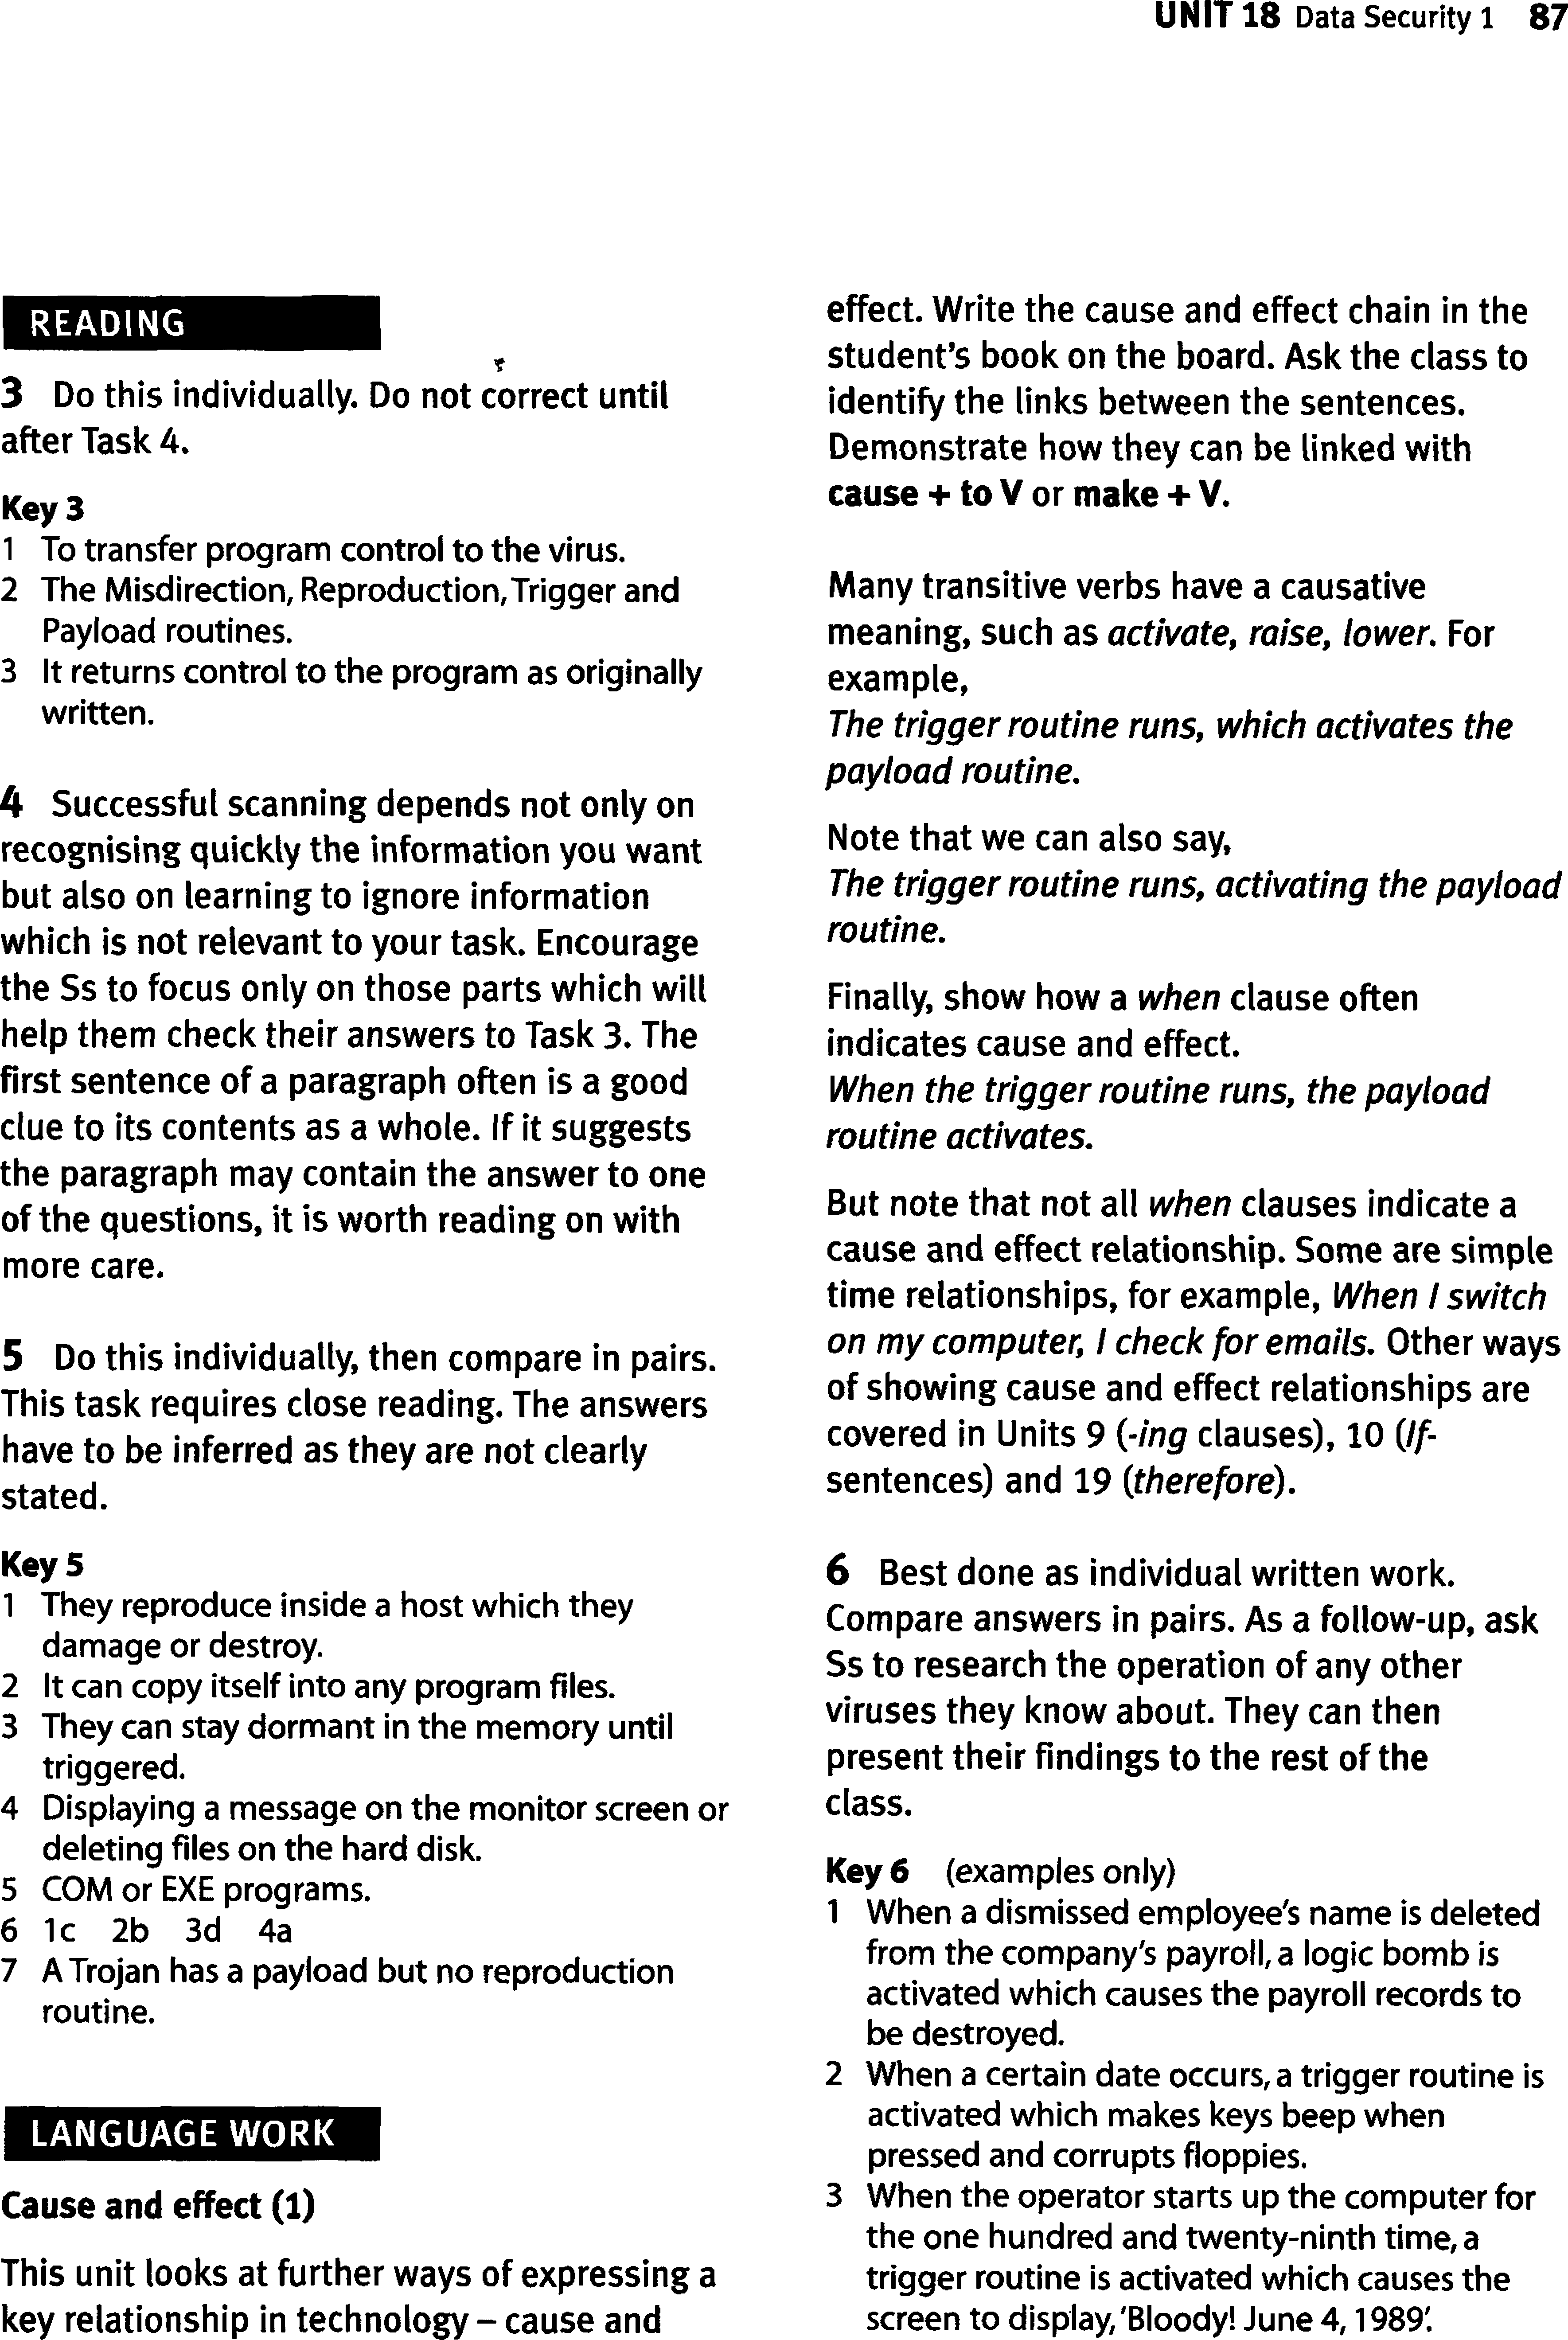 UNIT 18 Data Security 1 87
READING
3 Do this individually. Do not correct until
after Task 4.
Key 3
1 To transfer program control to the virus.
2 The Misdirection, Reproduction, Trigger and
Payload routines.
3 It returns control to the program as originally
written.
4 Successful scanning depends not only on
recognising quickly the information you want
but also on learning to ignore information
which is not relevant to your task. Encourage
the Ss to focus only on those parts which will
help them check their answers to Task 3. The
first sentence of a paragraph often is a good
clue to its contents as a whole. If it suggests
the paragraph may contain the answer to one
of the questions, it is worth reading on with
more care.
5 Do this individually, then compare in pairs.
This task requires close reading. The answers
have to be inferred as they are not clearly
stated.
Key 5
1 They reproduce inside a host which they
damage or destroy.
2 It can copy itself into any program files.
3 They can stay dormant in the memory until
triggered.
4 Displaying a message on the monitor screen or
deleting files on the hard disk.
5 COM or EXE programs.
6 1c 2b 3d 4a
7 A Trojan has a payload but no reproduction
routine.
LANGUAGE WORK
Cause and effect (1)
This unit looks at further ways of expressing a
key relationship in technology – cause and
effect. Write the cause and effect chain in the
student's book on the board. Ask the class to
identify the links between the sentences.
Demonstrate how they can be linked with
cause + to V or make + V.
Many transitive verbs have a causative
meaning, such as activate, raise, lower. For
example,
The trigger routine runs, which activates the
payload routine.
Note that we can also say,
The trigger routine runs, activating the payload
routine.
Finally, show how a when clause often
indicates cause and effect.
When the trigger routine runs, the payload
routine activates.
But note that not all when clauses indicate a
cause and effect relationship. Some are simple
time relationships, for example, When I switch
on my computer, I check for emails. Other ways
of showing cause and effect relationships are
covered in Units 9 (-ing clauses), 10 (If-
sentences) and 19 (therefore).
6 Best done as individual written work.
Compare answers in pairs. As a follow-up, ask
Ss to research the operation of any other
viruses they know about. They can then
present their findings to the rest of the
class.
Key 6 (examples only)
1 When a dismissed employee's name is deleted
from the company's payroll, a logic bomb is
activated which causes the payroll records to
be destroyed.
2 When a certain date occurs, a trigger routine is
activated which makes keys beep when
pressed and corrupts floppies.
3 When the operator starts up the computer for
the one hundred and twenty-ninth time, a
trigger routine is activated which causes the
screen to display, 'Bloody! June 4, 1989'.